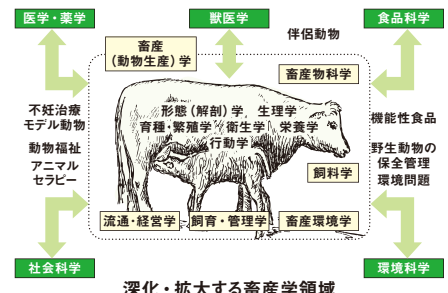 医学・薬学
獣医学
食品科学
伴侶動物
畜産
(動物生産)学
畜産物科学
不妊治療
モデル動物
動物福祉
アニマル
セラピー
形態(解剖)学，生理学
育種・繁殖学 衛生学 栄養学
行動学
機能性食品
野生動物の
保全管理
環境問題
飼料学
流通・経営学
飼育・管理学
畜産環境学
社会科学
環境科学
深化・拡大する畜産学領域